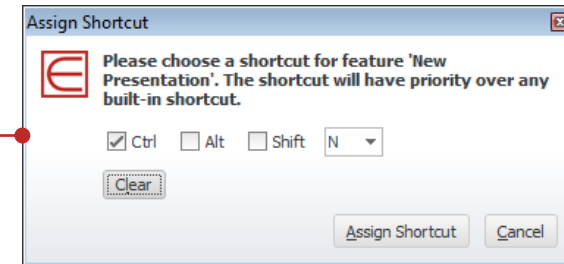 Assign Shortcut
Please choose a shortcut for feature 'New
Presentation'. The shortcut will have priority over any
built-in shortcut.
Ctrl Alt Shift N
Clear
Assign Shortcut Cancel